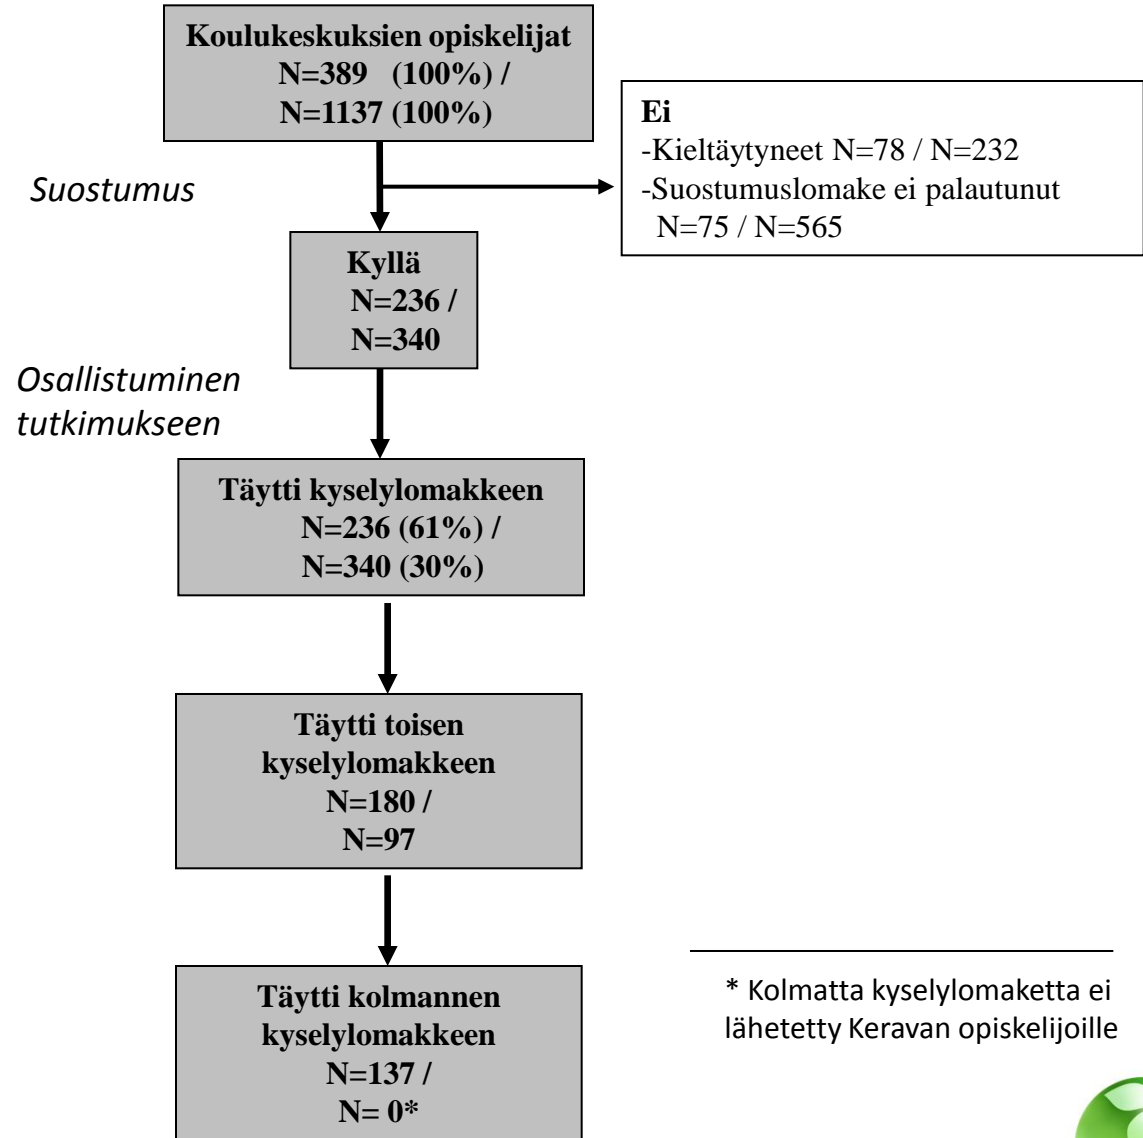 Koulukeskuksien opiskelijat
N=389 (100%) /
N=1137 (100%)
Ei
-Kieltäytyneet N=78 / N=232
-Suostumuslomake ei palautunut
N=75 / N=565
Suostumus
Kyllä
N=236 /
N=340
Osallistuminen
tutkimukseen
Täytti kyselylomakkeen
N=236 (61%) /
N=340 (30%)
Täytti toisen
kyselylomakkeen
N=180 /
N=97
Täytti kolmannen
kyselylomakkeen
N=137 /
N= 0*
* Kolmatta kyselylomaketta ei
lähetetty Keravan opiskelijoille